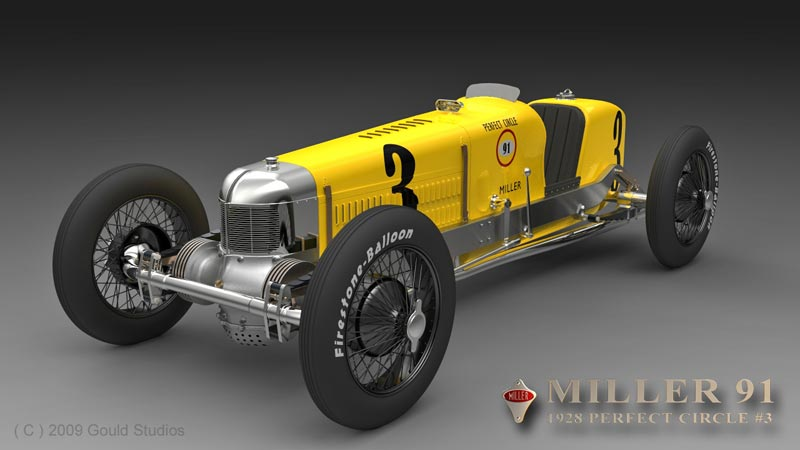 PERFECT CIRCLE
91
3
MILLER
3
Firestone-Balloon
MILLER 91
MILLER
1928 PERFECT CIRCLE #3
( C ) 2009 Gould Studios